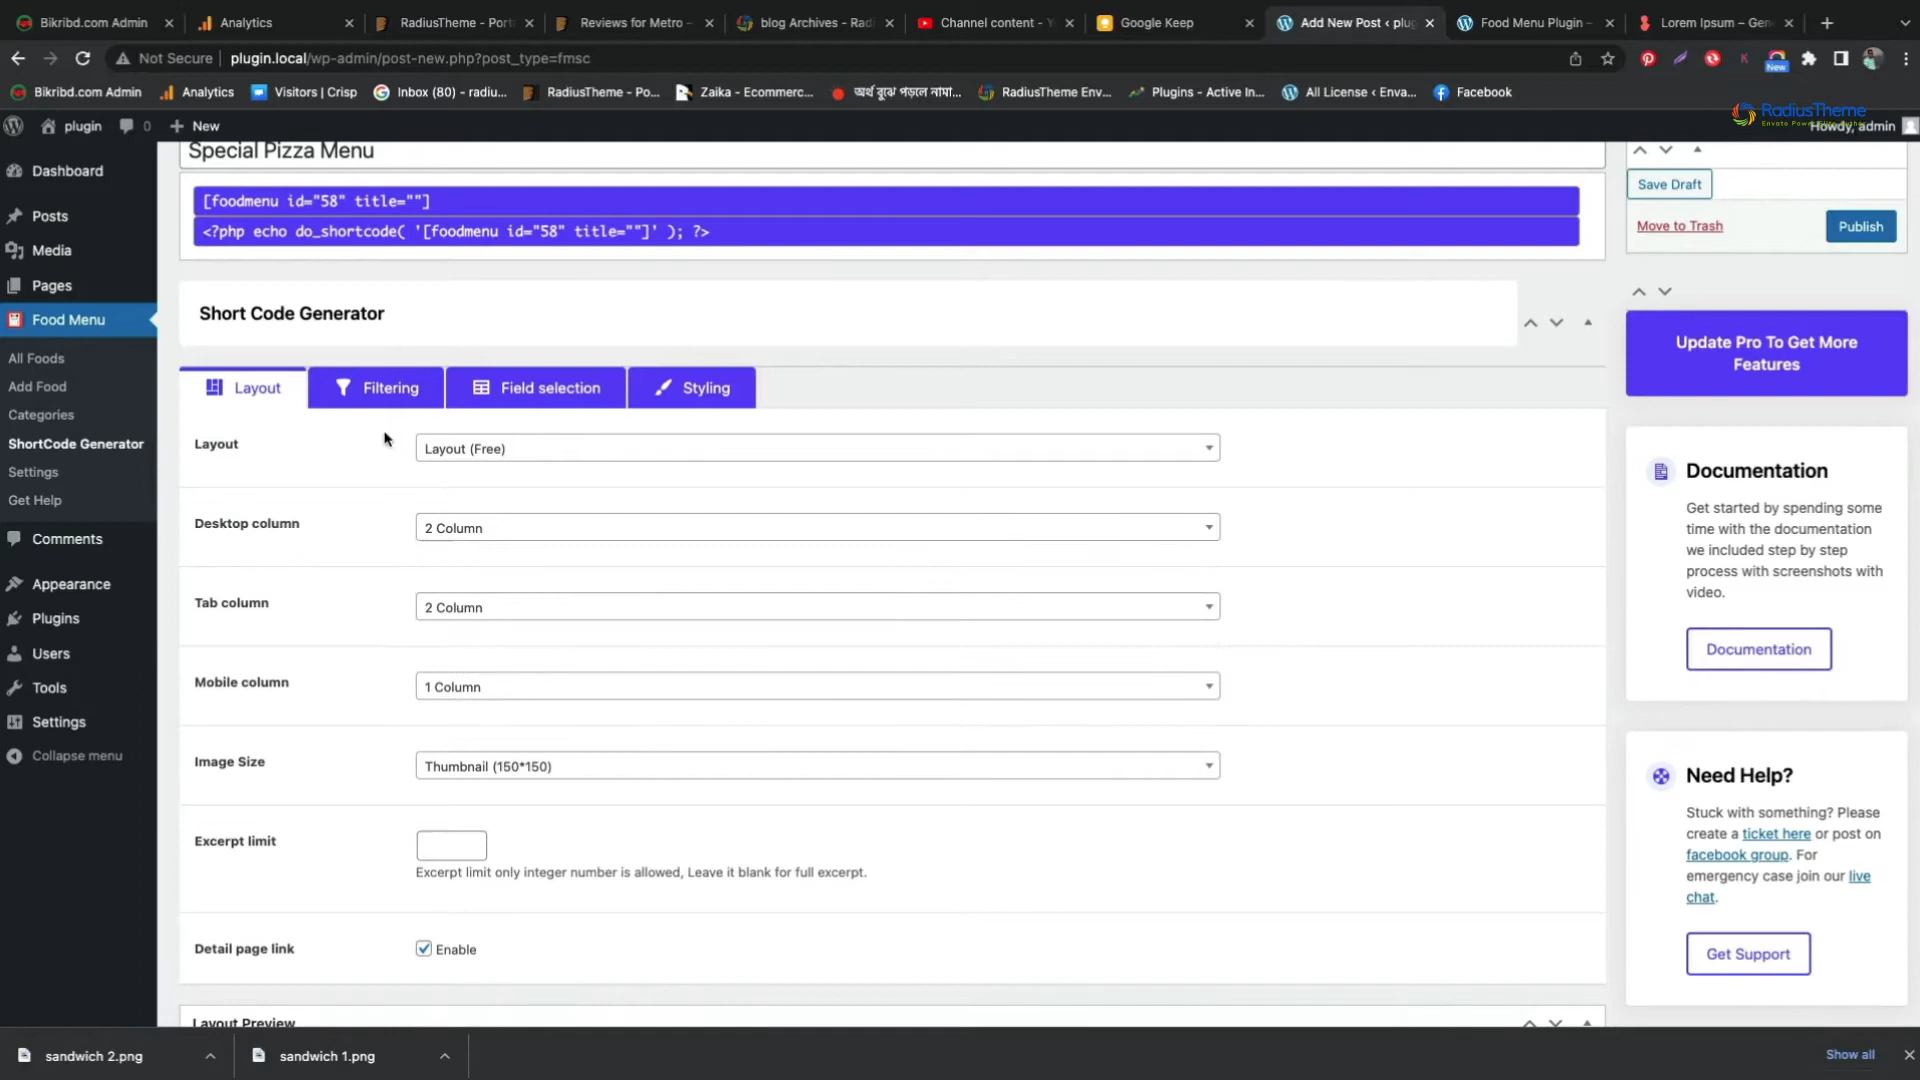 Bikribd.com Admin
Analytics
RadiusTheme - Port
Reviews for Metro –
blog Archives - Radi
Channel content - Y
Google Keep
Add New Post ‹ plug
Food Menu Plugin –
Lorem Ipsum – Gen
Not Secure
plugin.local/wp-admin/post-new.php?post_type=fmsc
New
Bikribd.com Admin
Analytics
Visitors | Crisp
Inbox (80) - radiu...
RadiusTheme - Po...
Zaika - Ecommerc...
অর্থ বুঝে পড়লে নামা...
RadiusTheme Env...
Plugins - Active In...
All License ‹ Enva...
Facebook
plugin
0
New
RadiusTheme
Howdy, admin
Dashboard
Posts
Media
Pages
Food Menu
All Foods
Add Food
Categories
ShortCode Generator
Settings
Get Help
Comments
Appearance
Plugins
Users
Tools
Settings
Collapse menu
Special Pizza Menu
[foodmenu id="58" title=""]
<?php echo do_shortcode( '[foodmenu id="58" title=""]' ); ?>
Short Code Generator
Layout
Filtering
Field selection
Styling
Layout
Layout (Free)
Desktop column
2 Column
Tab column
2 Column
Mobile column
1 Column
Image Size
Thumbnail (150*150)
Excerpt limit
Excerpt limit only integer number is allowed, Leave it blank for full excerpt.
Detail page link
Enable
Layout Preview
Save Draft
Move to Trash
Publish
Update Pro To Get More
Features
Documentation
Get started by spending some
time with the documentation
we included step by step
process with screenshots with
video.
Documentation
Need Help?
Stuck with something? Please
create a ticket here or post on
facebook group. For
emergency case join our live
chat.
Get Support
sandwich 2.png
sandwich 1.png
Show all